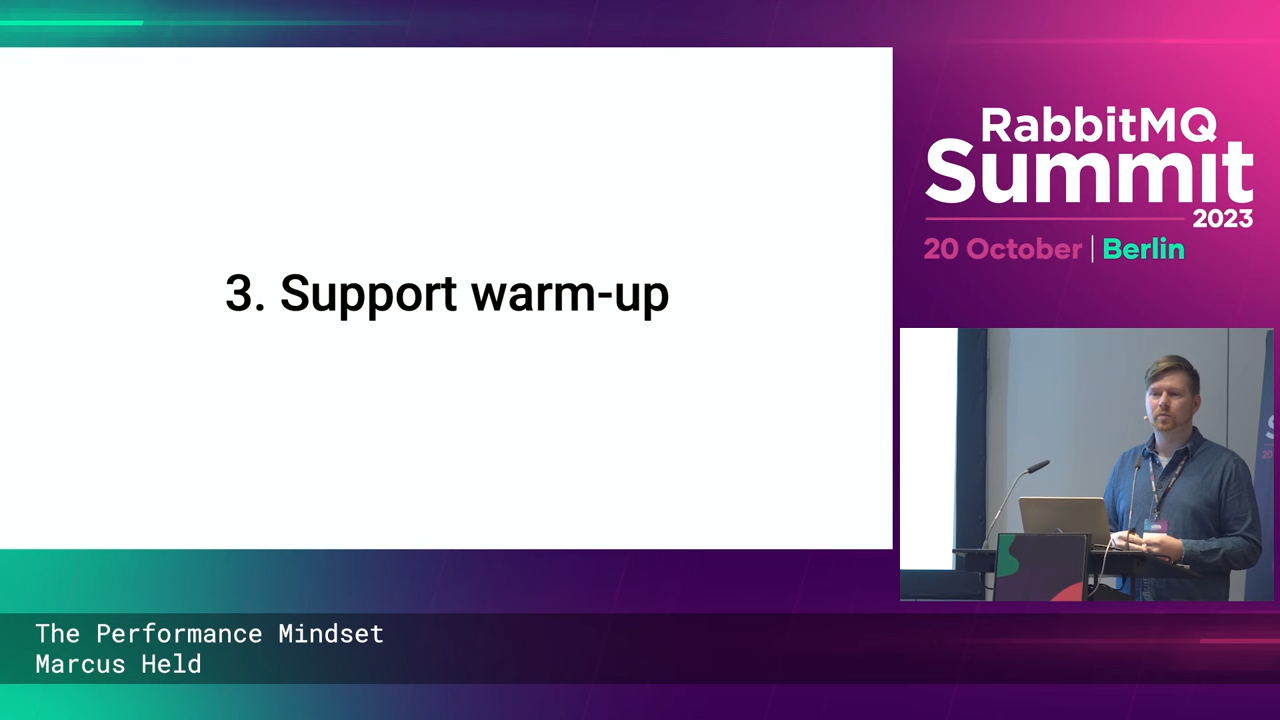 3. Support warm-up
RabbitMQ
Summit
2023
20 October | Berlin
The Performance Mindset
Marcus Held